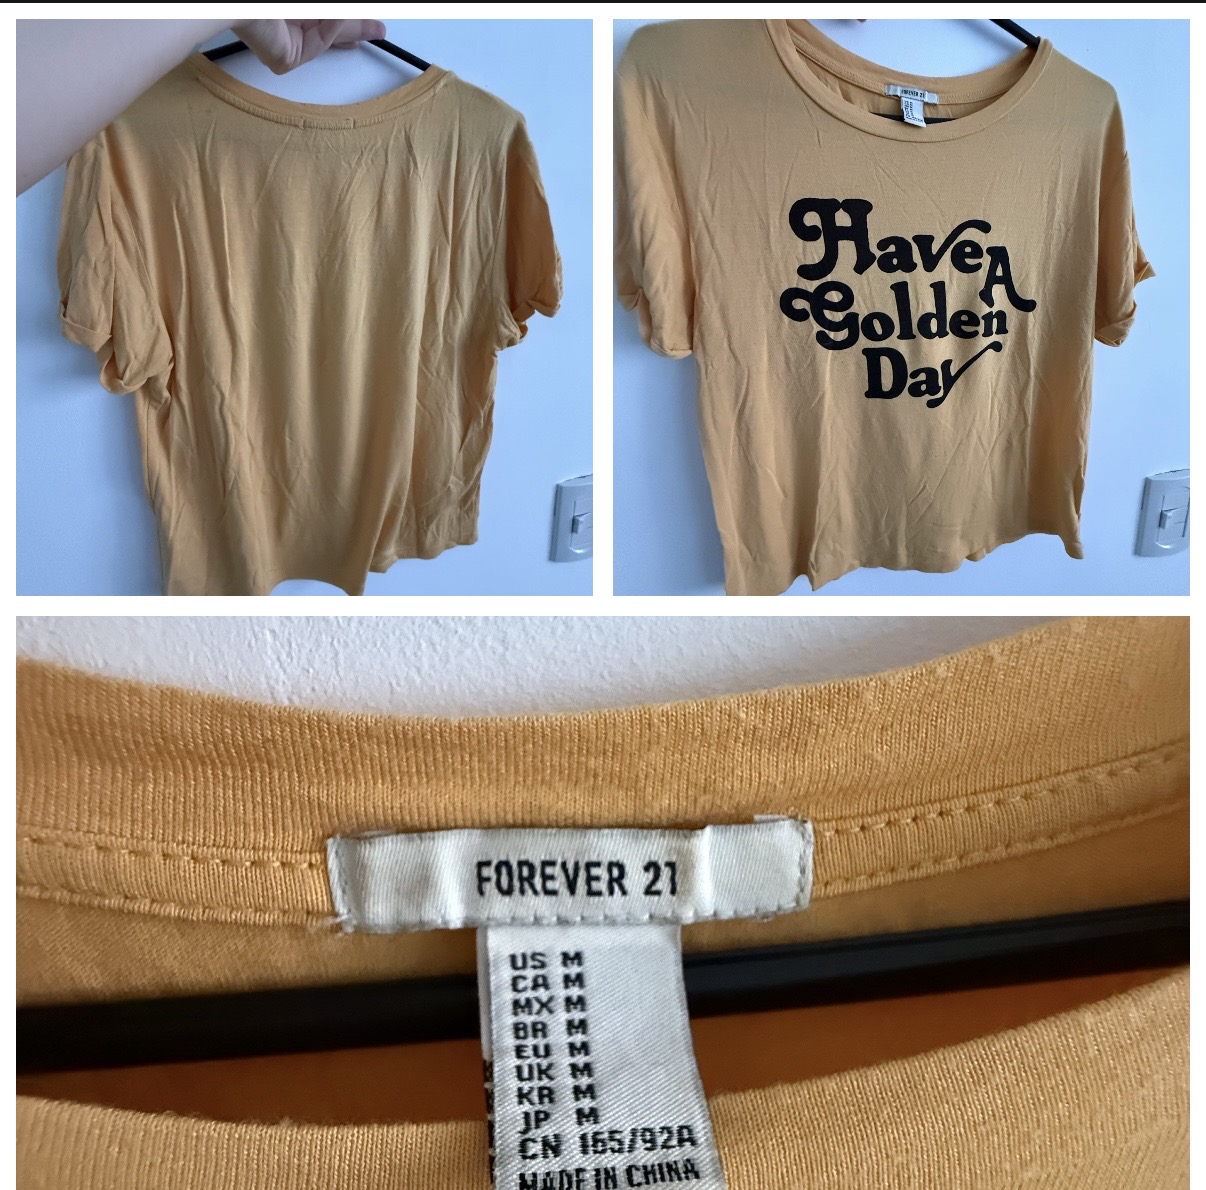 FOREVER 21
Have A
Golden
Day
FOREVER 21
US M
CA M
MX M
BR M
EU M
UK M
KR M
JP M
CN 165/92A
MADE IN CHINA